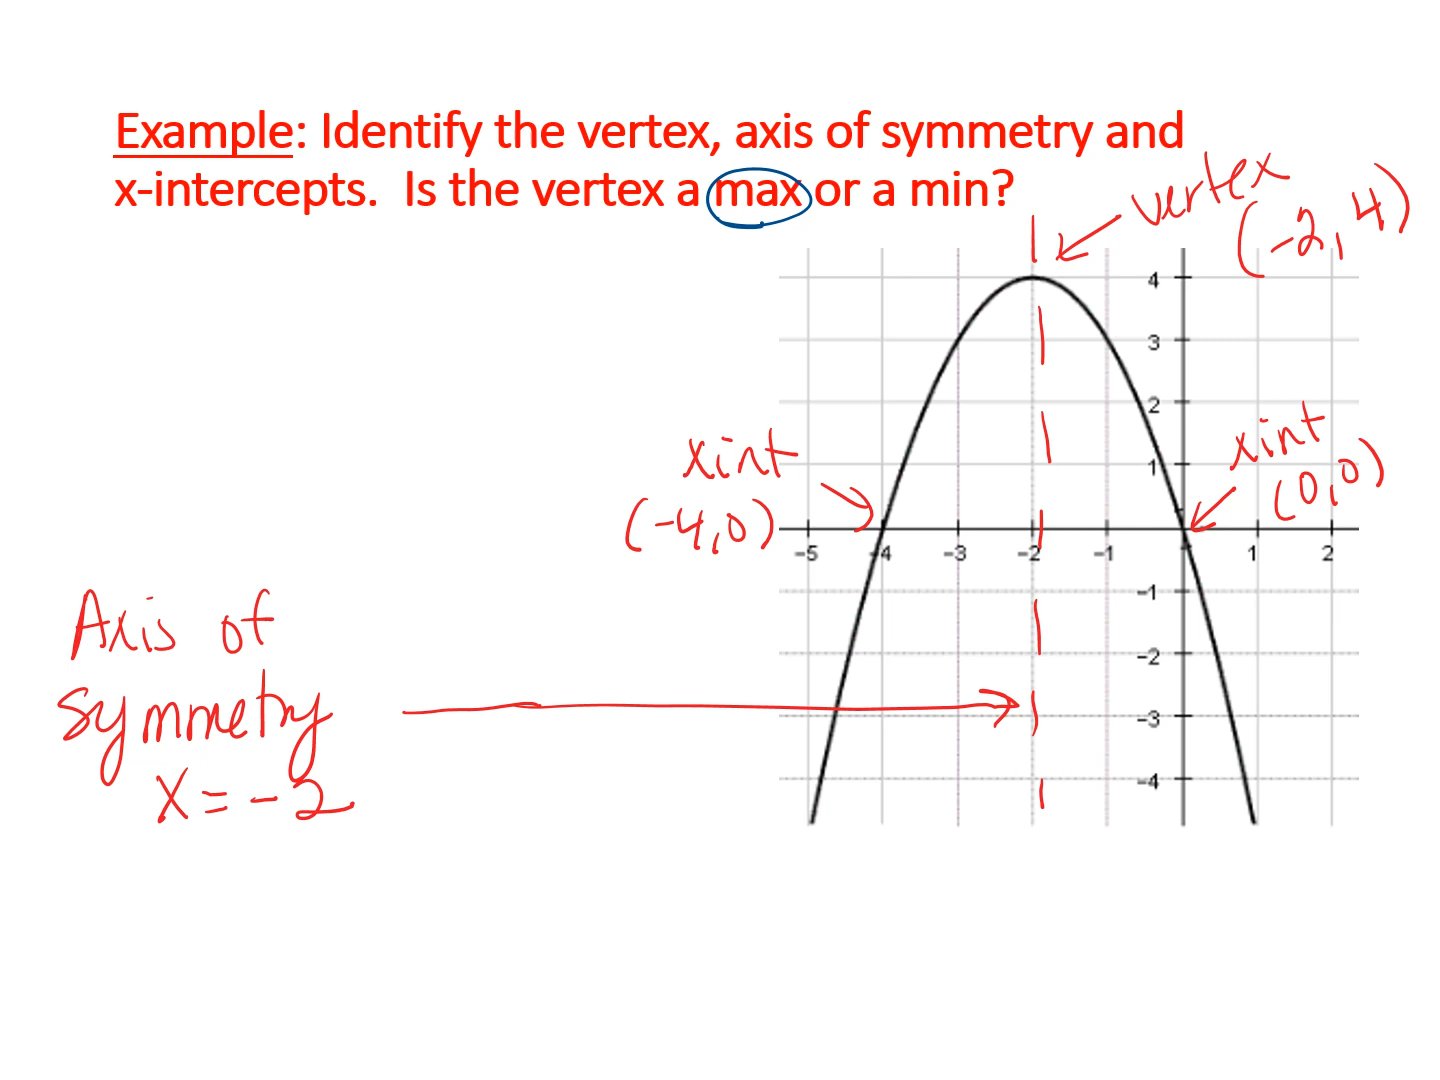 Example: Identify the vertex, axis of symmetry and
x-intercepts. Is the vertex a max or a min?
vertex
(-2, 4)
4
3
2
1
xint
(-4,0)
xint
(0,0)
-5 -4 -3 -2 -1 1 2
-1
-2
-3
-4
Axis of
symmetry
x = -2